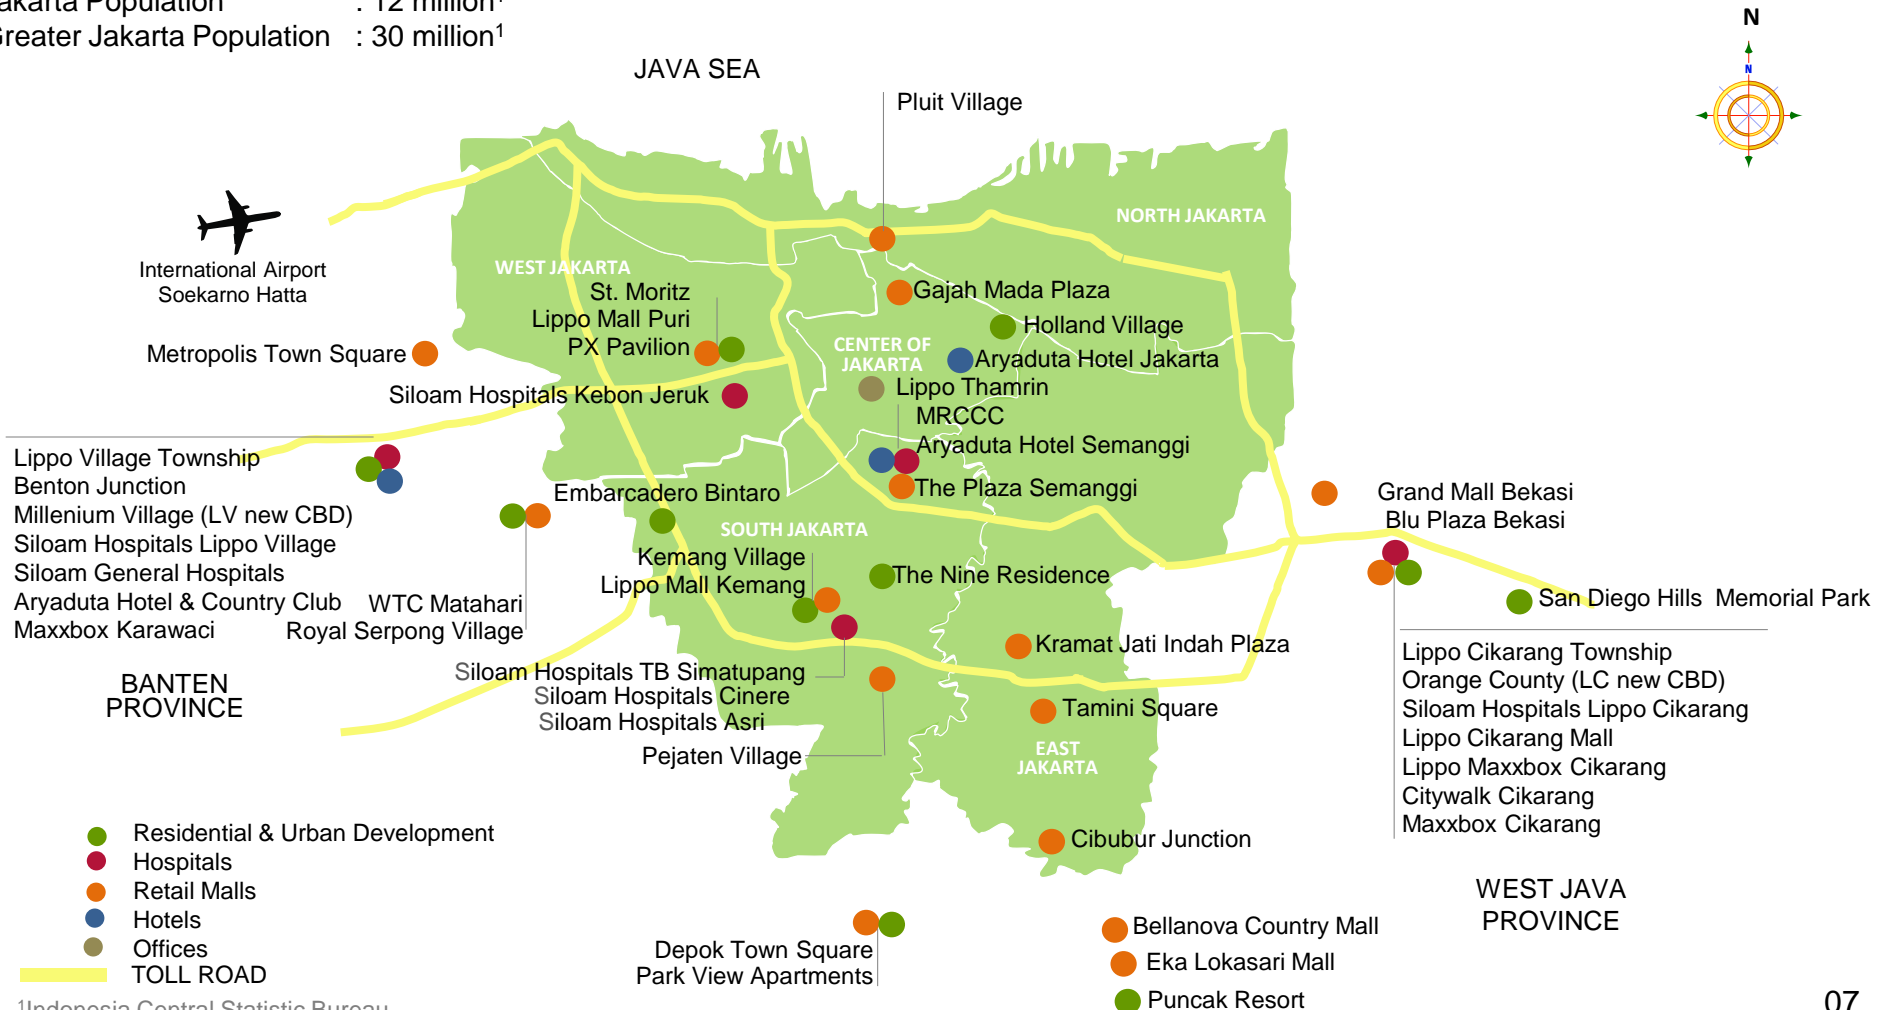 Jakarta Population : 12 million¹
Greater Jakarta Population : 30 million¹
N
N
JAVA SEA
Pluit Village
NORTH JAKARTA
International Airport
Soekarno Hatta
WEST JAKARTA
St. Moritz
Lippo Mall Puri
PX Pavilion
Gajah Mada Plaza
Holland Village
CENTER OF
JAKARTA
Aryaduta Hotel Jakarta
Metropolis Town Square
Siloam Hospitals Kebon Jeruk
Lippo Thamrin
MRCCC
Aryaduta Hotel Semanggi
The Plaza Semanggi
Lippo Village Township
Benton Junction
Millenium Village (LV new CBD)
Siloam Hospitals Lippo Village
Siloam General Hospitals
Aryaduta Hotel & Country Club
Maxxbox Karawaci
WTC Matahari
Royal Serpong Village
Embarcadero Bintaro
SOUTH JAKARTA
Kemang Village
Lippo Mall Kemang
The Nine Residence
Grand Mall Bekasi
Blu Plaza Bekasi
San Diego Hills Memorial Park
Kramat Jati Indah Plaza
Siloam Hospitals TB Simatupang
Siloam Hospitals Cinere
Siloam Hospitals Asri
Pejaten Village
Tamini Square
EAST
JAKARTA
Cibubur Junction
Lippo Cikarang Township
Orange County (LC new CBD)
Siloam Hospitals Lippo Cikarang
Lippo Cikarang Mall
Lippo Maxxbox Cikarang
Citywalk Cikarang
Maxxbox Cikarang
BANTEN
PROVINCE
WEST JAVA
PROVINCE
Residential & Urban Development
Hospitals
Retail Malls
Hotels
Offices
TOLL ROAD
Depok Town Square
Park View Apartments
Bellanova Country Mall
Eka Lokasari Mall
Puncak Resort
¹Indonesia Central Statistic Bureau
07